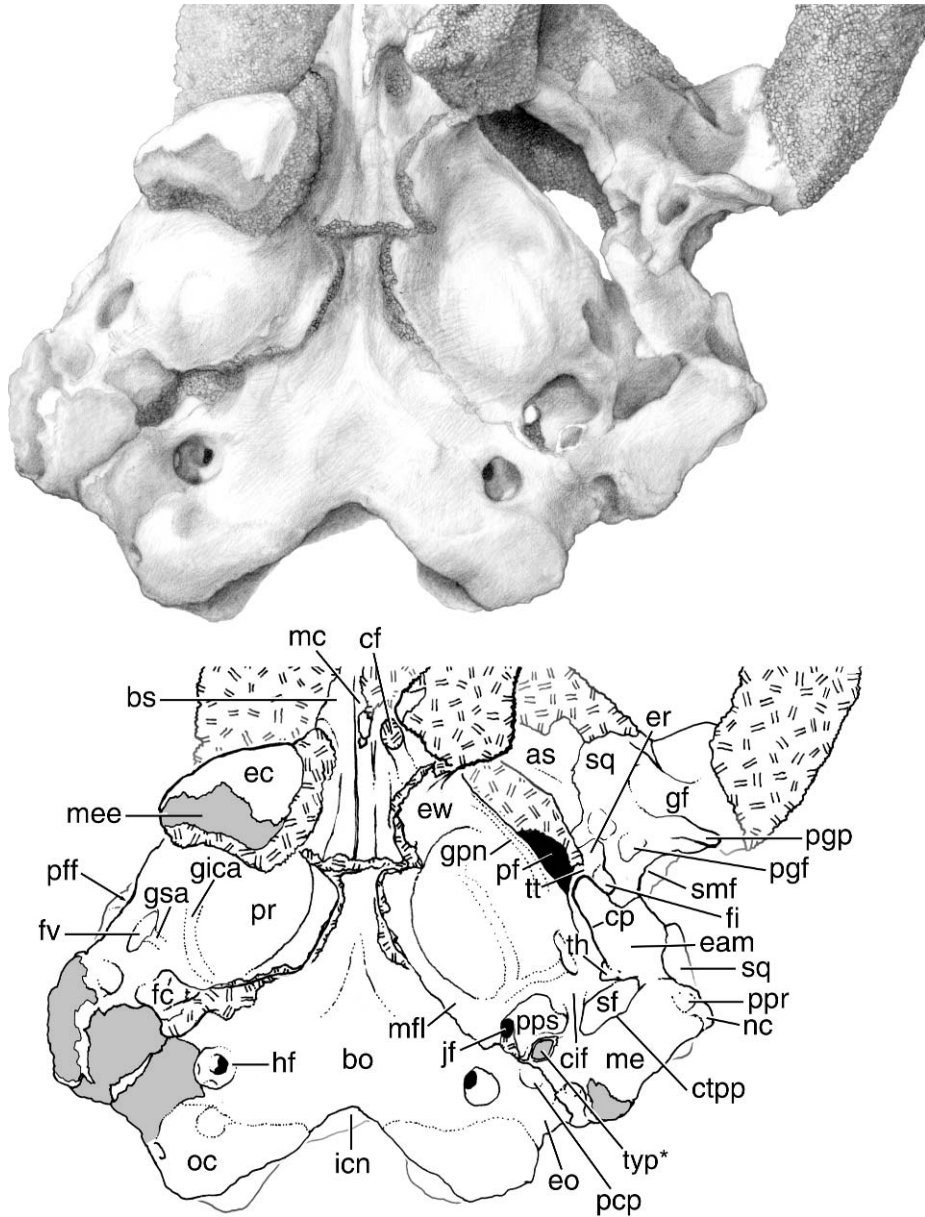 mc cf
bs
er
as sq
ec
ew
gf
mee
gpn
pgp
pf
pgf
gica
tt
smf
pff
gsa
pr
fi
cp
fv
eam
th
sq
fc
sf
ppr
mfl
pps
nc
jf
cif
me
hf
bo
ctpp
oc
icn
eo
typ*
pcp